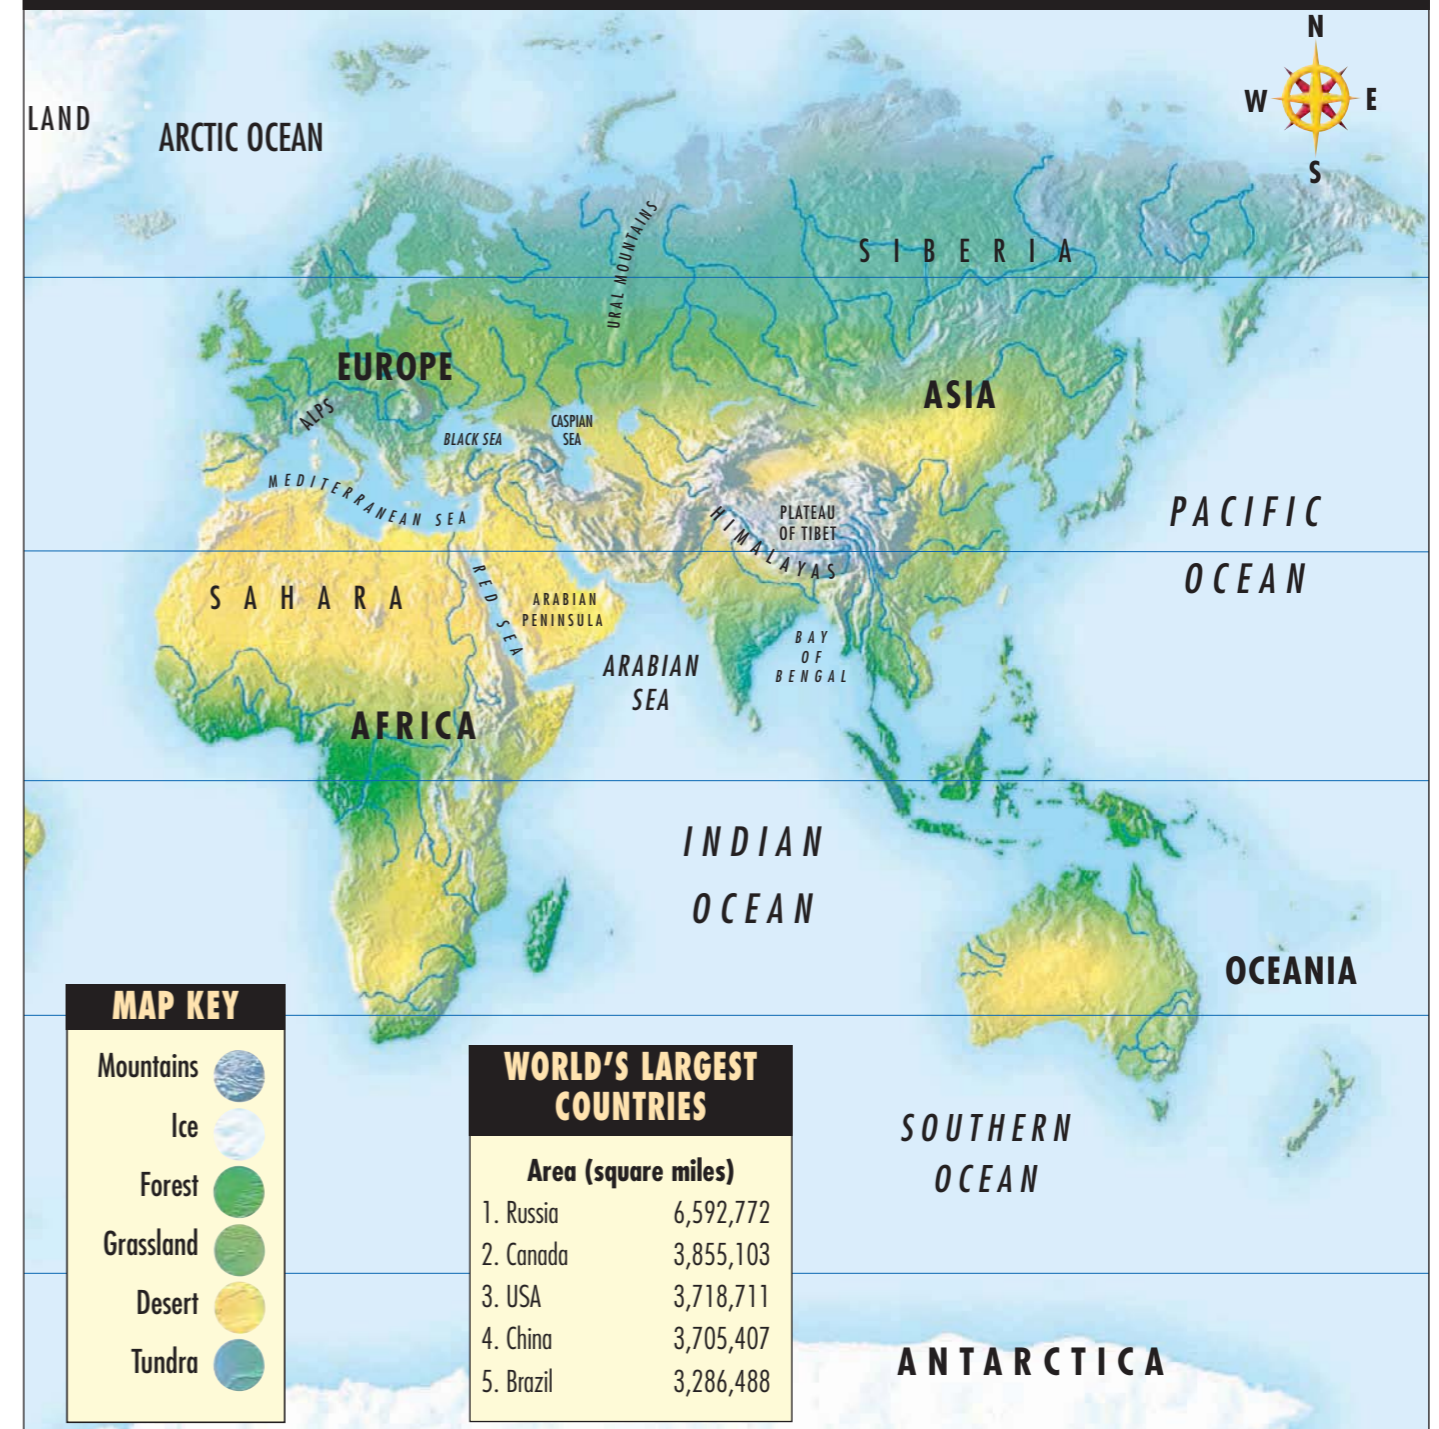 N
W E
S
LAND
ARCTIC OCEAN
URAL MOUNTAINS
SIBERIA
EUROPE
ASIA
ALPS
BLACK SEA
CASPIAN
SEA
MEDITERRANEAN SEA
PLATEAU
OF TIBET
HIMALAYAS
PACIFIC
OCEAN
SAHARA
RED SEA
ARABIAN
PENINSULA
ARABIAN
SEA
BAY
OF
BENGAL
AFRICA
INDIAN
OCEAN
OCEANIA
MAP KEY
Mountains
Ice
Forest
Grassland
Desert
Tundra
WORLD'S LARGEST
COUNTRIES
Area (square miles)
1. Russia 6,592,772
2. Canada 3,855,103
3. USA 3,718,711
4. China 3,705,407
5. Brazil 3,286,488
SOUTHERN
OCEAN
ANTARCTICA